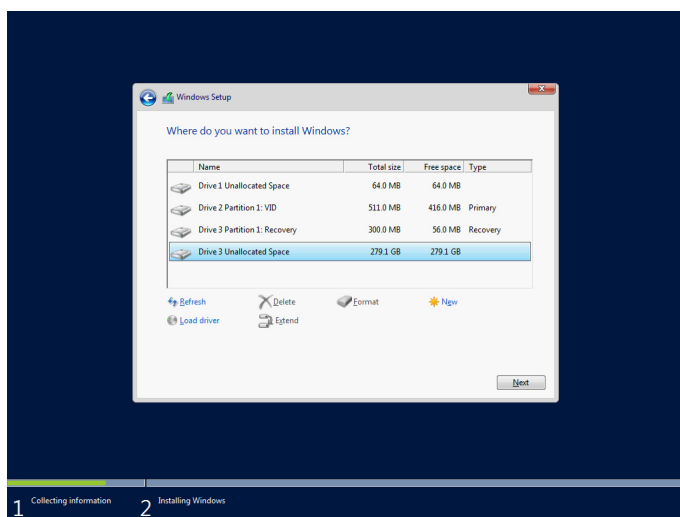 Windows Setup
Where do you want to install Windows?
Name Total size Free space Type
Drive 1 Unallocated Space 64.0 MB 64.0 MB
Drive 2 Partition 1: VID 511.0 MB 416.0 MB Primary
Drive 3 Partition 1: Recovery 300.0 MB 56.0 MB Recovery
Drive 3 Unallocated Space 279.1 GB 279.1 GB
Refresh Delete Format New
Load driver Extend
Next
1 Collecting information 2 Installing Windows